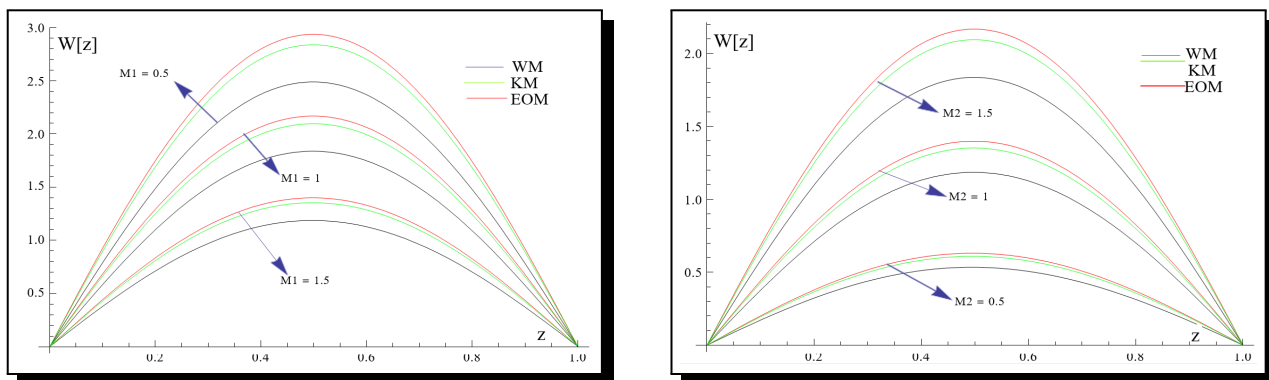 3.0
W[z]
2.5
2.0
1.5
1.0
0.5
M1 = 0.5
M1 = 1
M1 = 1.5
WM
KM
EOM
z
0.2 0.4 0.6 0.8 1.0
W[z]
2.0
1.5
1.0
0.5
WM
KM
EOM
M2 = 1.5
M2 = 1
M2 = 0.5
z
0.2 0.4 0.6 0.8 1.0